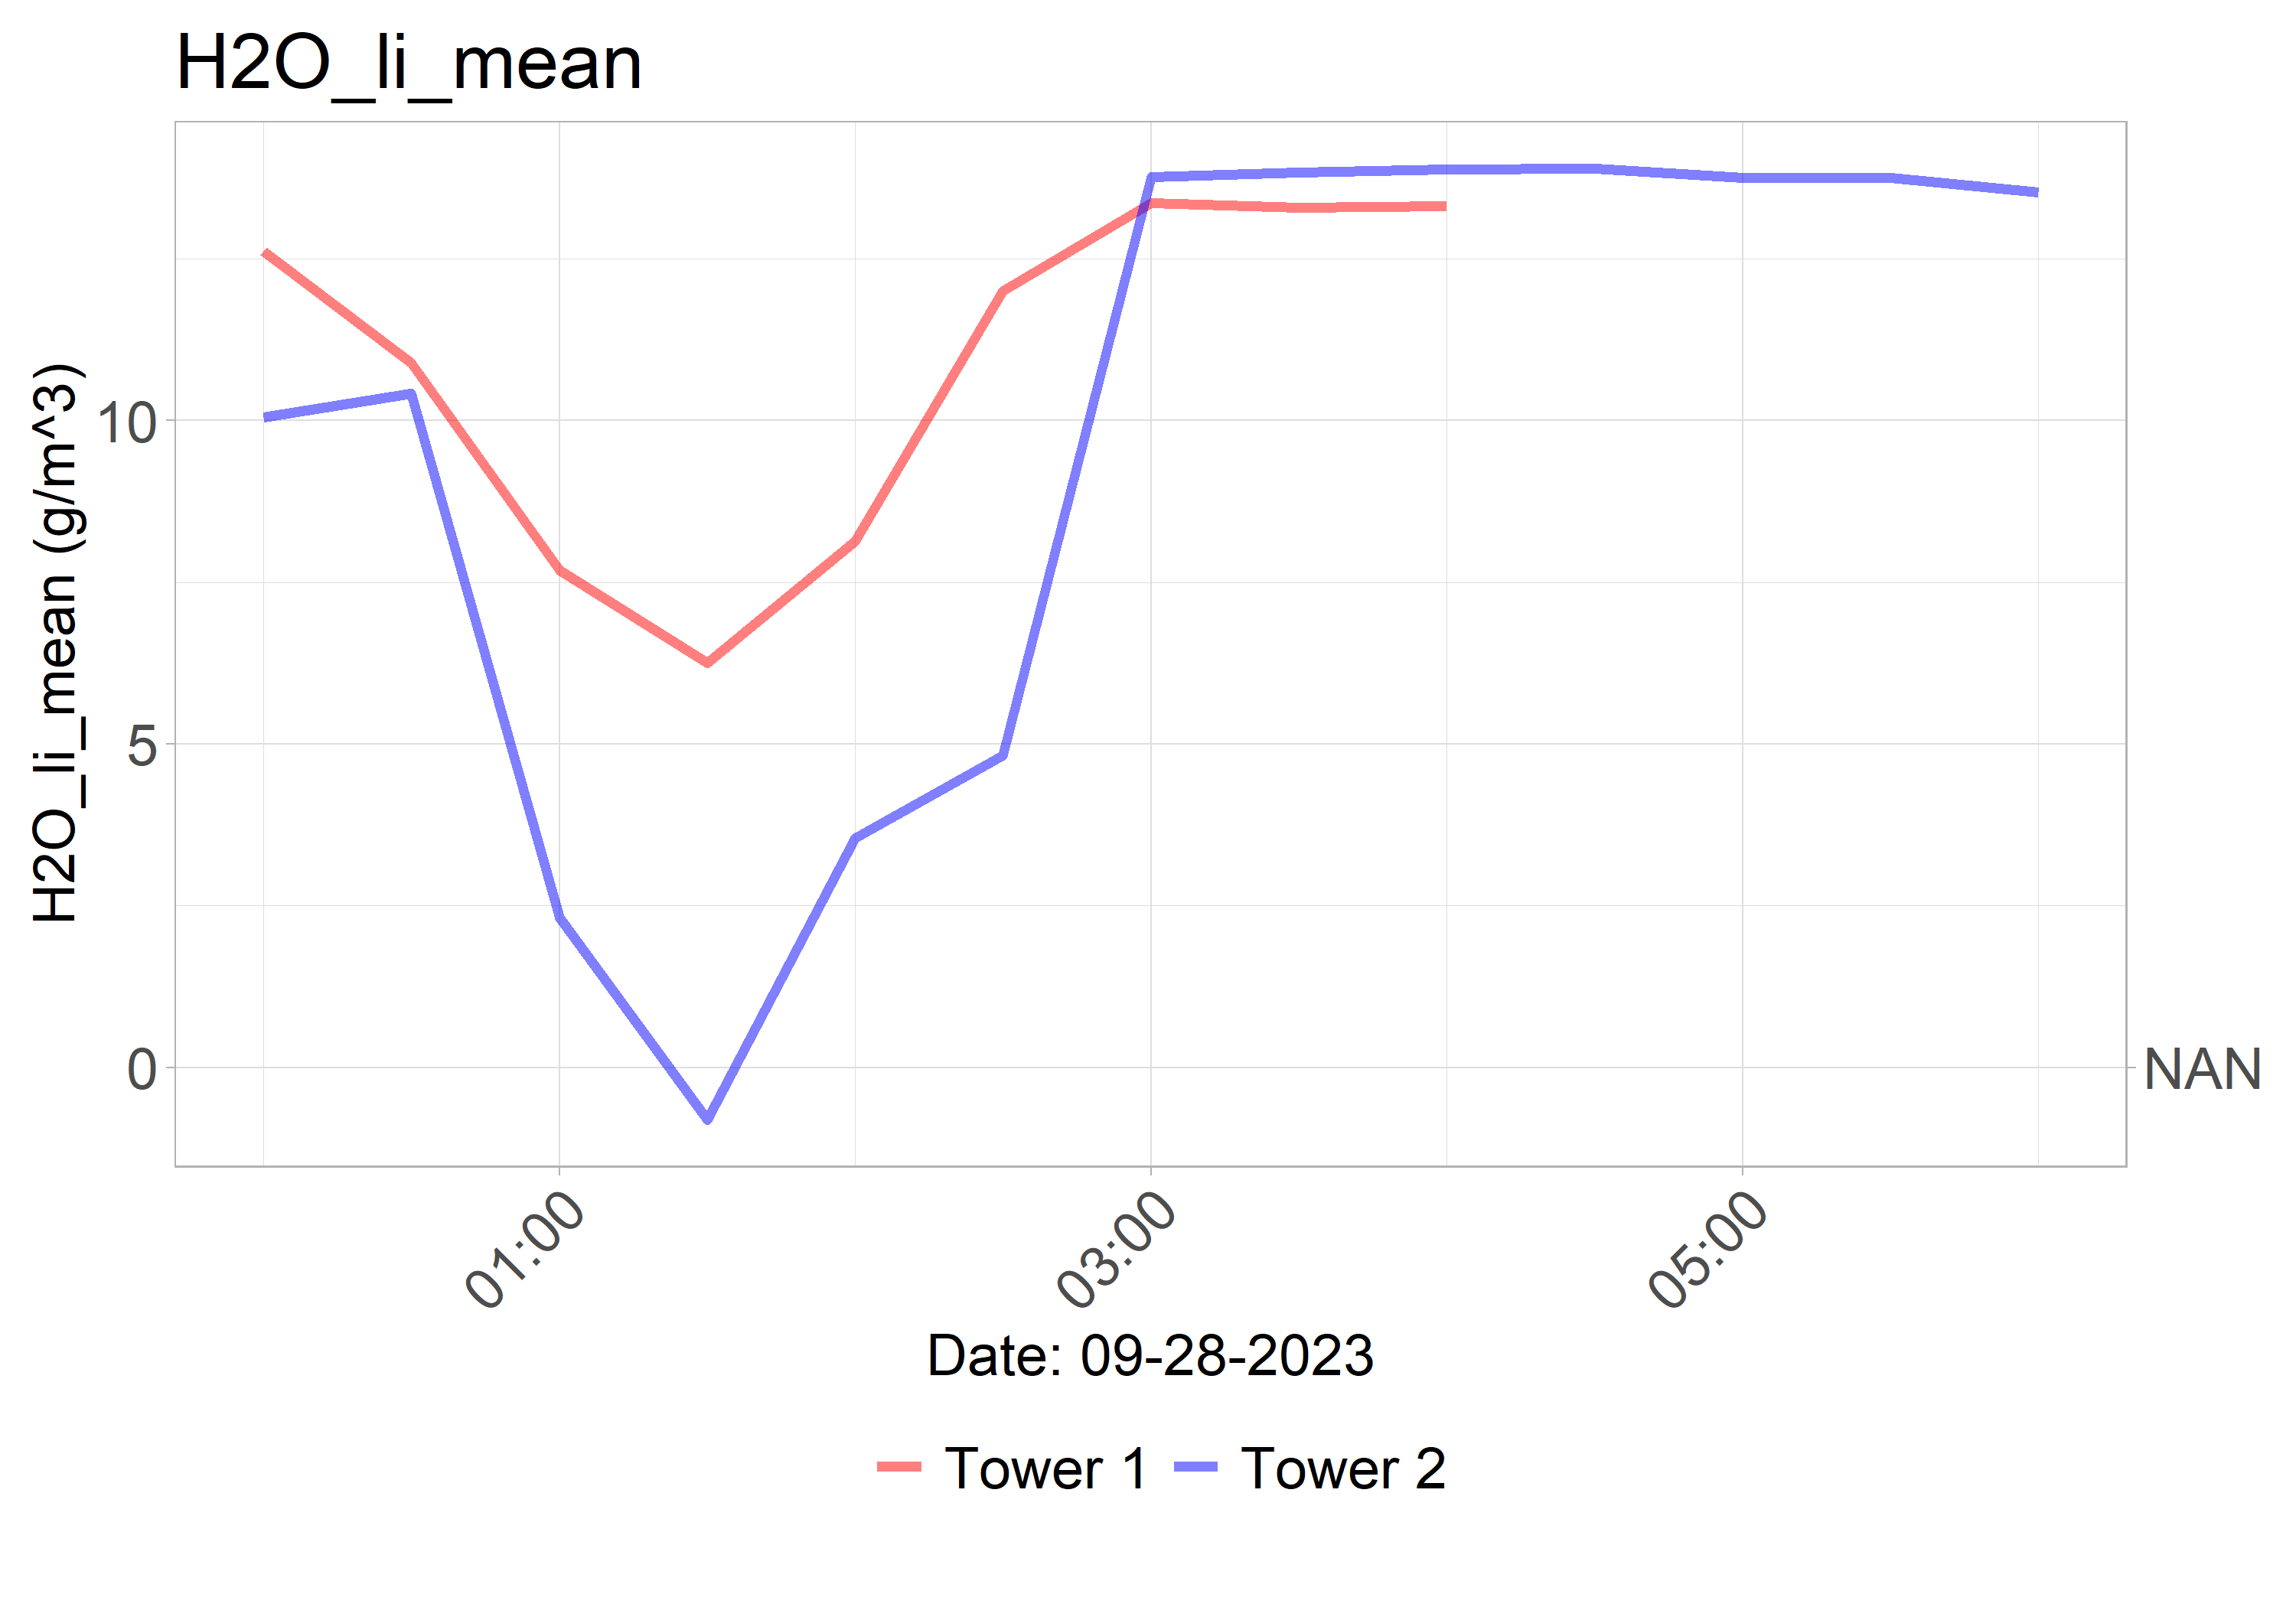 H2O_li_mean
H2O_li_mean (g/m^3)
10
5
0
NAN
01:00
03:00
05:00
Date: 09-28-2023
Tower 1
Tower 2